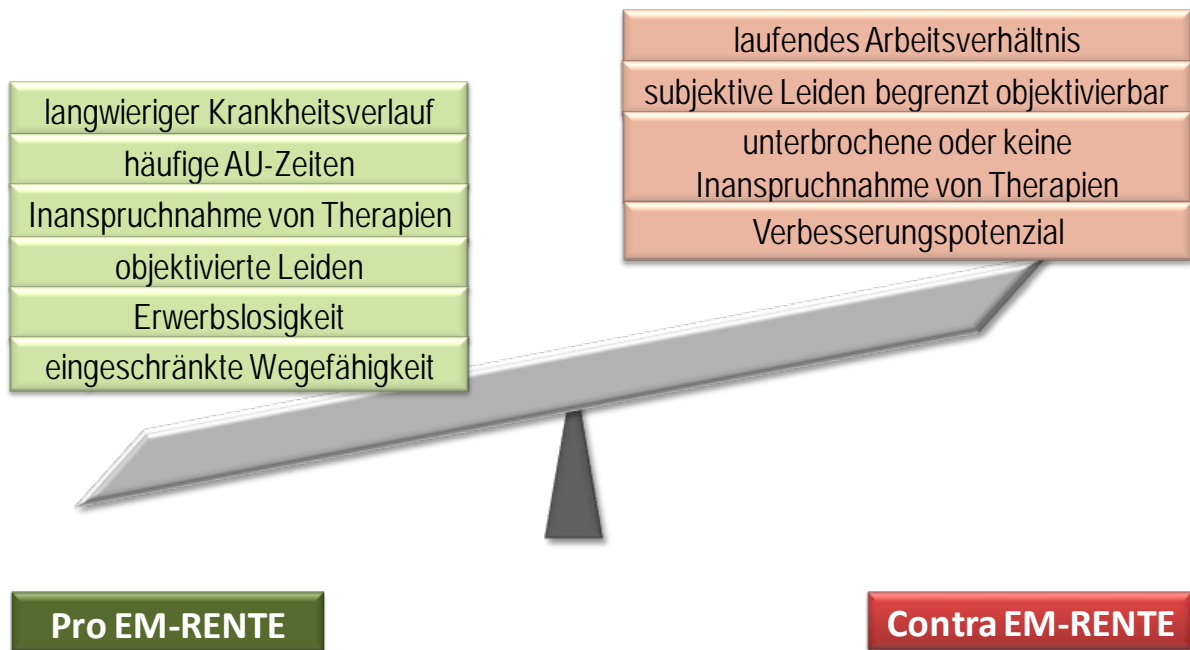 langwieriger Krankheitsverlauf
häufige AU-Zeiten
Inanspruchnahme von Therapien
objektivierte Leiden
Erwerbslosigkeit
eingeschränkte Wegefähigkeit
laufendes Arbeitsverhältnis
subjektive Leiden begrenzt objektivierbar
unterbrochene oder keine
Inanspruchnahme von Therapien
Verbesserungspotenzial
Pro EM-RENTE
Contra EM-RENTE